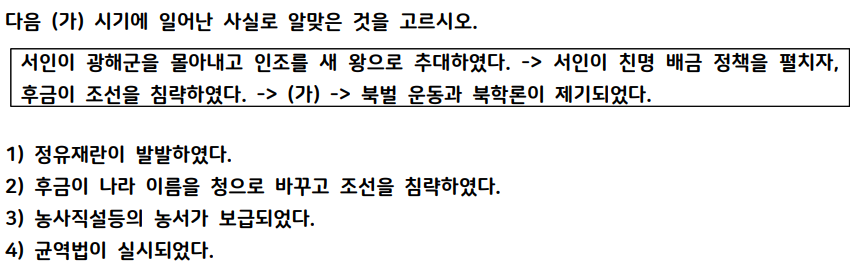 다음 (가) 시기에 일어난 사실로 알맞은 것을 고르시오.
서인이 광해군을 몰아내고 인조를 새 왕으로 추대하였다. -> 서인이 친명 배금 정책을 펼치자,
후금이 조선을 침략하였다. -> (가) -> 북벌 운동과 북학론이 제기되었다.
1) 정유재란이 발발하였다.
2) 후금이 나라 이름을 청으로 바꾸고 조선을 침략하였다.
3) 농사직설등의 농서가 보급되었다.
4) 균역법이 실시되었다.